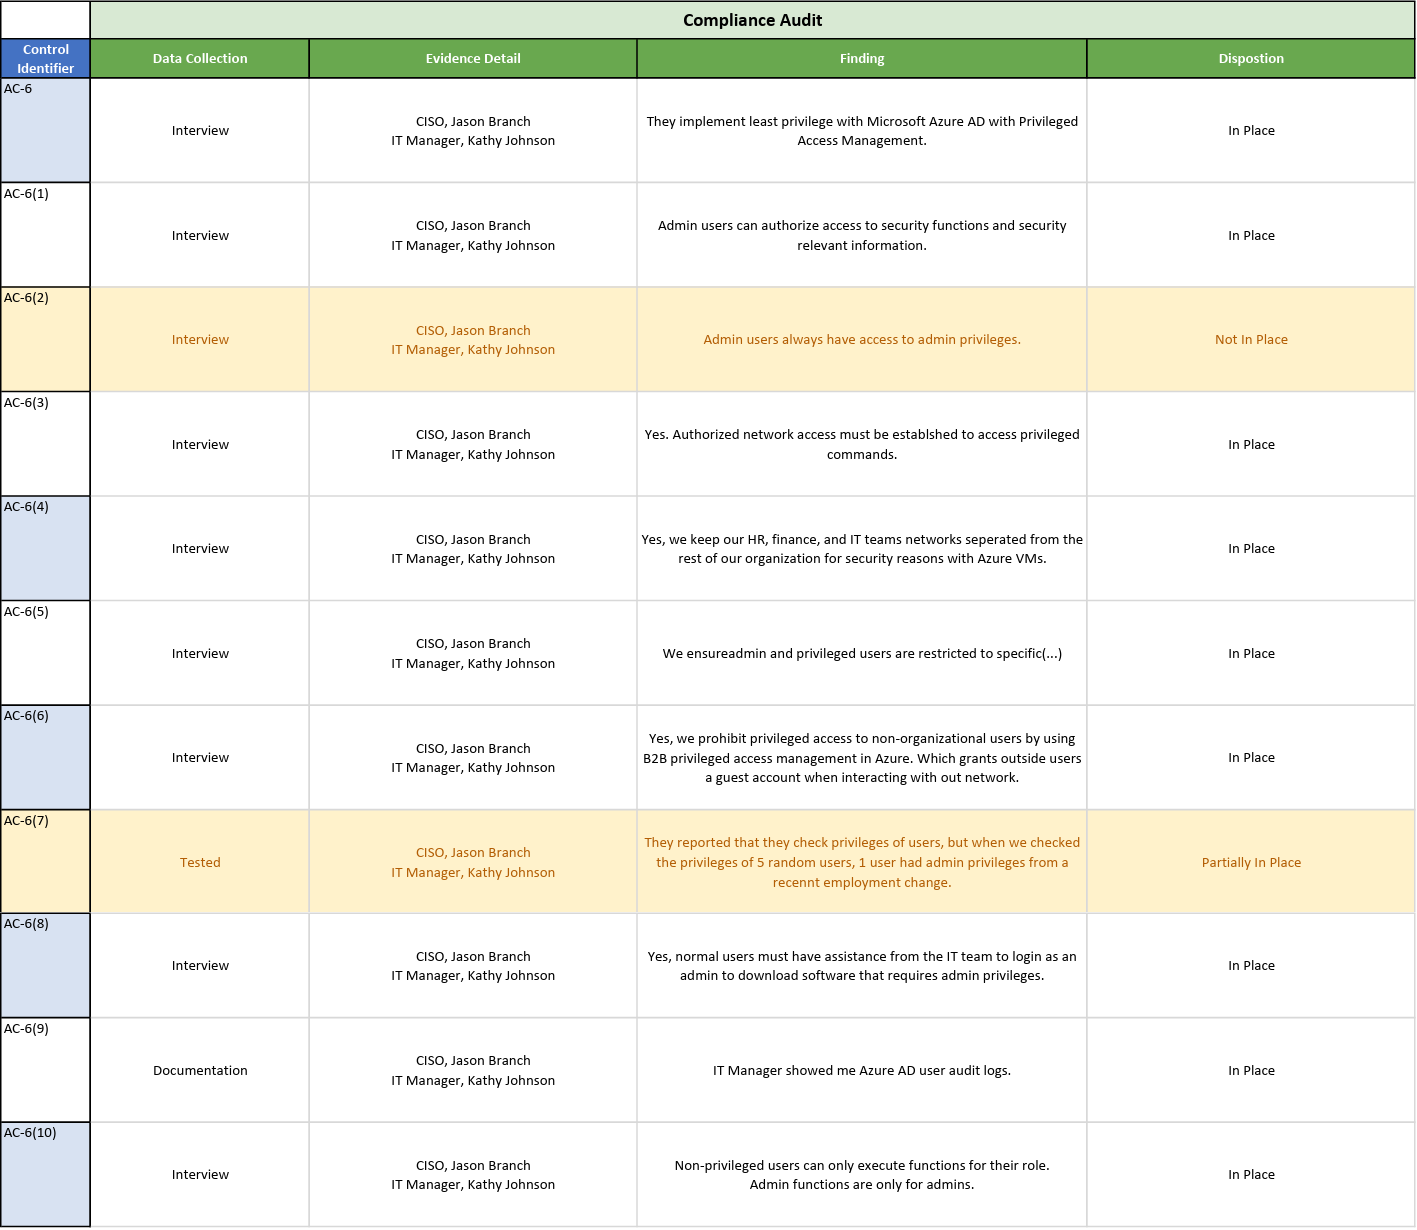 Compliance Audit
Control
Identifier
Data Collection
Evidence Detail
Finding
Dispostion
AC-6
Interview
CISO, Jason Branch
IT Manager, Kathy Johnson
They implement least privilege with Microsoft Azure AD with Privileged
Access Management.
In Place
AC-6(1)
Interview
CISO, Jason Branch
IT Manager, Kathy Johnson
Admin users can authorize access to security functions and security
relevant information.
In Place
AC-6(2)
Interview
CISO, Jason Branch
IT Manager, Kathy Johnson
Admin users always have access to admin privileges.
Not In Place
AC-6(3)
Interview
CISO, Jason Branch
IT Manager, Kathy Johnson
Yes. Authorized network access must be establshed to access privileged
commands.
In Place
AC-6(4)
Interview
CISO, Jason Branch
IT Manager, Kathy Johnson
Yes, we keep our HR, finance, and IT teams networks seperated from the
rest of our organization for security reasons with Azure VMs.
In Place
AC-6(5)
Interview
CISO, Jason Branch
IT Manager, Kathy Johnson
We ensureadmin and privileged users are restricted to specific(...)
In Place
AC-6(6)
Interview
CISO, Jason Branch
IT Manager, Kathy Johnson
Yes, we prohibit privileged access to non-organizational users by using
B2B privileged access management in Azure. Which grants outside users
a guest account when interacting with out network.
In Place
AC-6(7)
Tested
CISO, Jason Branch
IT Manager, Kathy Johnson
They reported that they check privileges of users, but when we checked
the privileges of 5 random users, 1 user had admin privileges from a
recennt employment change.
Partially In Place
AC-6(8)
Interview
CISO, Jason Branch
IT Manager, Kathy Johnson
Yes, normal users must have assistance from the IT team to login as an
admin to download software that requires admin privileges.
In Place
AC-6(9)
Documentation
CISO, Jason Branch
IT Manager, Kathy Johnson
IT Manager showed me Azure AD user audit logs.
In Place
AC-6(10)
Interview
CISO, Jason Branch
IT Manager, Kathy Johnson
Non-privileged users can only execute functions for their role.
Admin functions are only for admins.
In Place